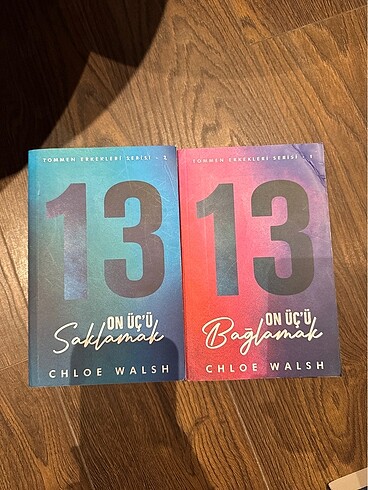 TOMMEN ERKEKLERİ SERİSİ - 2
13
ON ÜÇ'Ü
Saklamak
CHLOE WALSH
TOMMEN ERKEKLERİ SERİSİ - 1
13
ON ÜÇ'Ü
Bağlamak
CHLOE WALSH